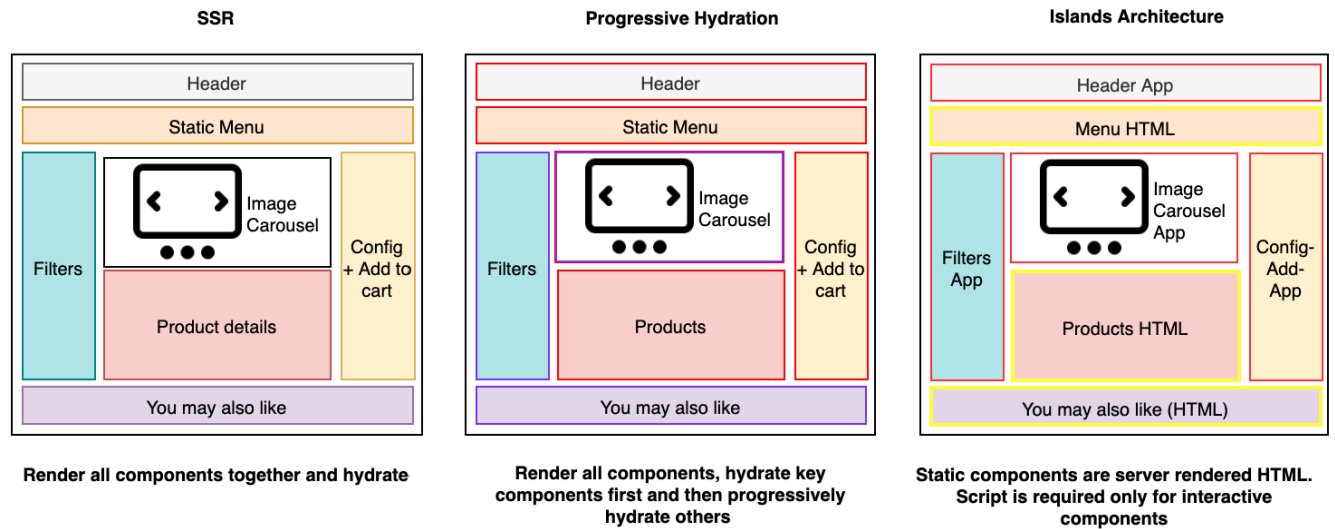 SSR
Header
Static Menu
Image
Carousel
Filters
Config
+ Add to
cart
Product details
You may also like
Render all components together and hydrate
Progressive Hydration
Header
Static Menu
Image
Carousel
Filters
Config
+ Add to
cart
Products
You may also like
Render all components, hydrate key
components first and then progressively
hydrate others
Islands Architecture
Header App
Menu HTML
Image
Carousel
App
Filters
App
Config-
Add-
App
Products HTML
You may also like (HTML)
Static components are server rendered HTML.
Script is required only for interactive
components